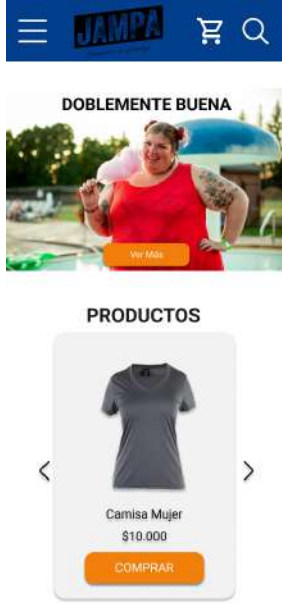 JAMPA
DOBLEMENTE BUENA
Ver Más
PRODUCTOS
Camisa Mujer
$10.000
COMPRAR